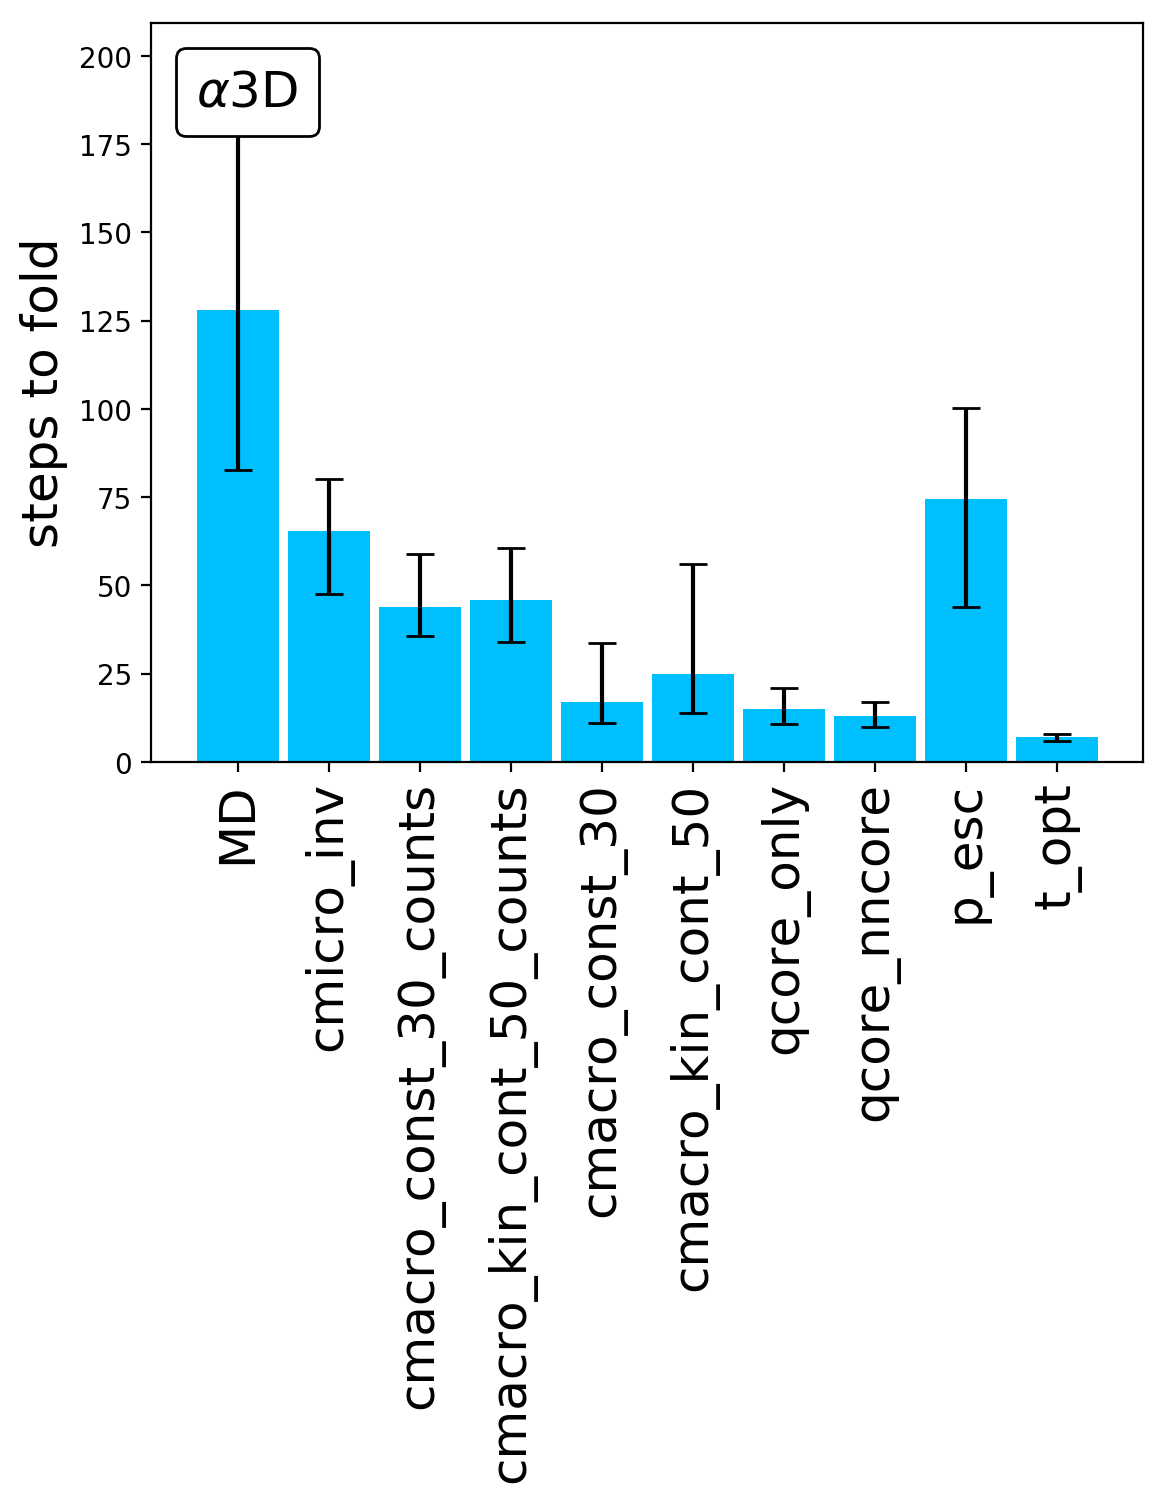 α3D
steps to fold
200
175
150
125
100
75
50
25
0
MD
cmicro_inv
cmacro_const_30_counts
cmacro_kin_cont_50_counts
cmacro_const_30
cmacro_kin_cont_50
qcore_only
qcore_nncore
p_esc
t_opt